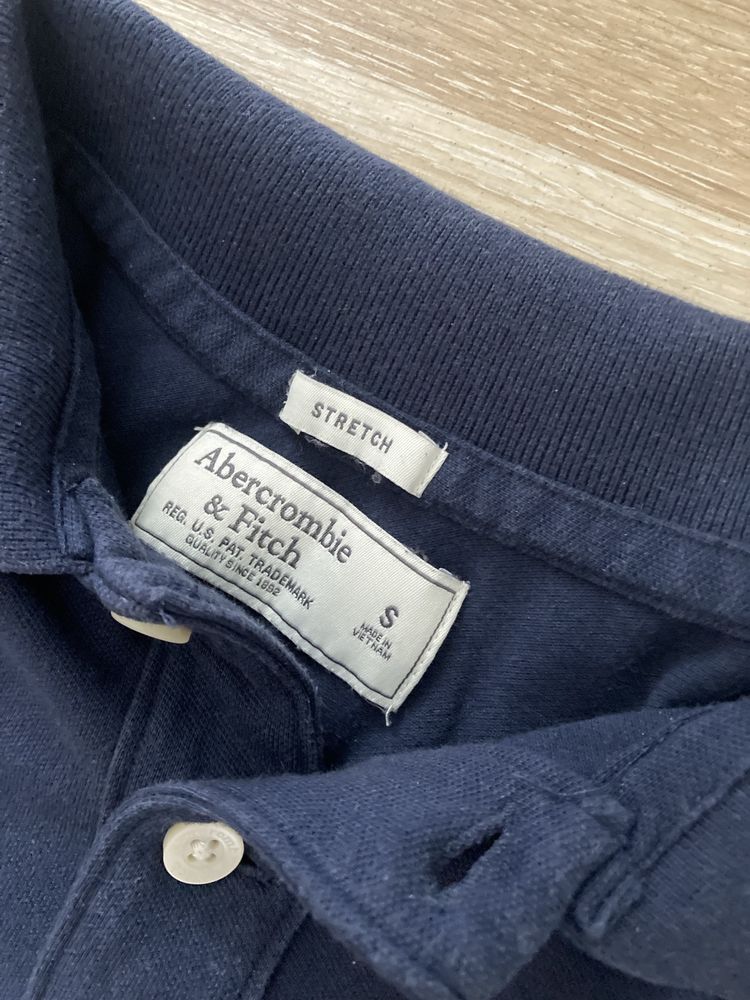 STRETCH
Abercrombie
& Fitch
REG. U.S. PAT. TRADEMARK
QUALITY SINCE 1892
S
MADE IN
VIETNAM